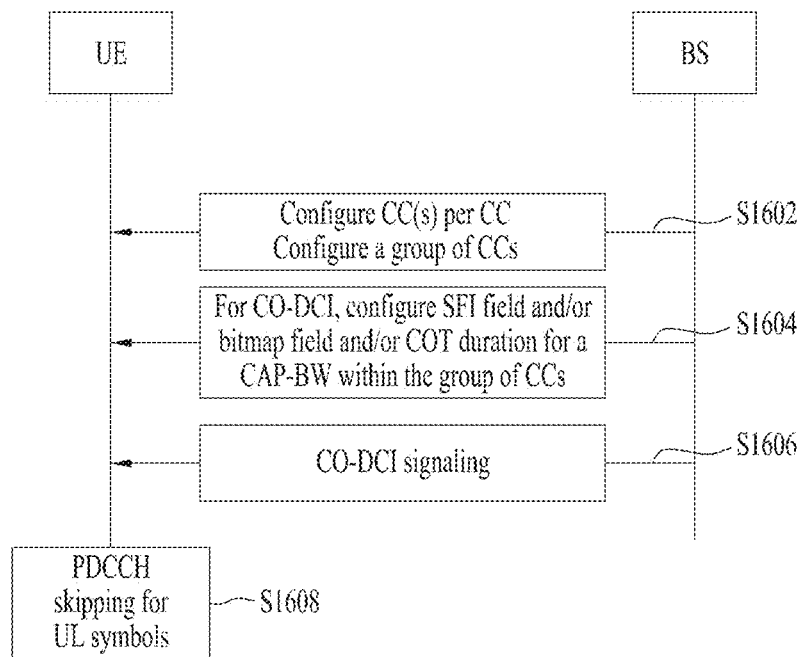 UE
BS
Configure CC(s) per CC
Configure a group of CCs
S1602
For CO-DCI, configure SFI field and/or
bitmap field and/or COT duration for a
CAP-BW within the group of CCs
S1604
CO-DCI signaling
S1606
PDCCH
skipping for
UL symbols
S1608